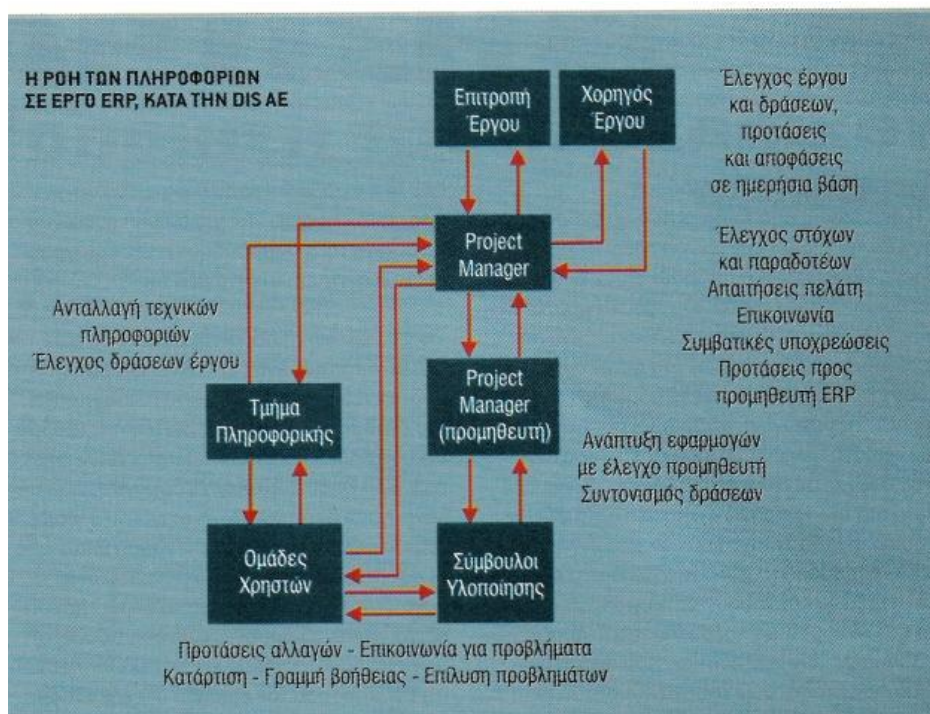 Η ΡΟΗ ΤΩΝ ΠΛΗΡΟΦΟΡΙΩΝ
ΣΕ ΕΡΓΟ ERP, ΚΑΤΑ ΤΗΝ DIS AE
Επιτροπή
Έργου
Χορηγός
Έργου
Έλεγχος έργου
και δράσεων,
προτάσεις
και αποφάσεις
σε ημερήσια βάση
Project
Manager
Έλεγχος στόχων
και παραδοτέων
Απαιτήσεις πελάτη
Επικοινωνία
Συμβατικές υποχρεώσεις
Προτάσεις προς
προμηθευτή ERP
Ανταλλαγή τεχνικών
πληροφοριών
Έλεγχος δράσεων έργου
Τμήμα
Πληροφορικής
Project
Manager
(προμηθευτή)
Ανάπτυξη εφαρμογών
με έλεγχο προμηθευτή
Συντονισμός δράσεων
Ομάδες
Χρηστών
Σύμβουλοι
Υλοποίησης
Προτάσεις αλλαγών - Επικοινωνία για προβλήματα
Κατάρτιση - Γραμμή βοήθειας - Επίλυση προβλημάτων